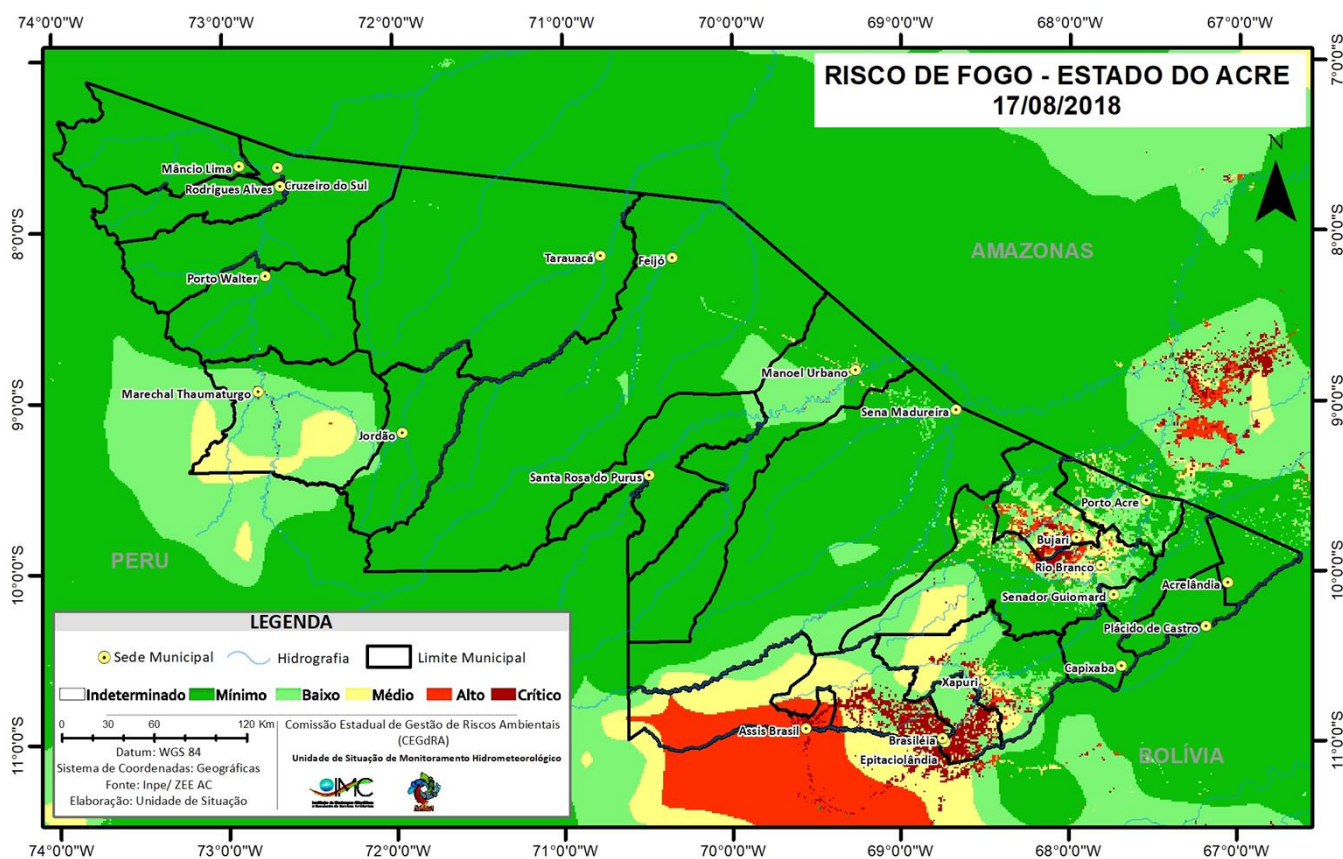 74°0'0"W 73°0'0"W 72°0'0"W 71°0'0"W 70°0'0"W 69°0'0"W 68°0'0"W 67°0'0"W
RISCO DE FOGO - ESTADO DO ACRE
17/08/2018
N
7°0'0"S
8°0'0"S 8°0'0"S
9°0'0"S 9°0'0"S
10°0'0"S 10°0'0"S
11°0'0"S 11°0'0"S
Mâncio Lima
Rodrigues Alves
Cruzeiro do Sul
AMAZONAS
Tarauacá
Feijó
Porto Walter
Manoel Urbano
Marechal Thaumaturgo
Sena Madureira
Jordão
Santa Rosa do Purus
Porto Acre
Bujari
PERU
Rio Branco
Acrelândia
Senador Guiomard
Plácido de Castro
Capixaba
Xapuri
Assis Brasil
Brasiléia
Epitaciolândia
BOLÍVIA
LEGENDA
Sede Municipal Hidrografia Limite Municipal
Indeterminado Mínimo Baixo Médio Alto Crítico
0 30 60 120 Km
Datum: WGS 84
Sistema de Coordenadas: Geográficas
Fonte: Inpe/ ZEE AC
Elaboração: Unidade de Situação
Comissão Estadual de Gestão de Riscos Ambientais
(CEGdRA)
Unidade de Situação de Monitoramento Hidrometeorológico
IMC
74°0'0"W 73°0'0"W 72°0'0"W 71°0'0"W 70°0'0"W 69°0'0"W 68°0'0"W 67°0'0"W